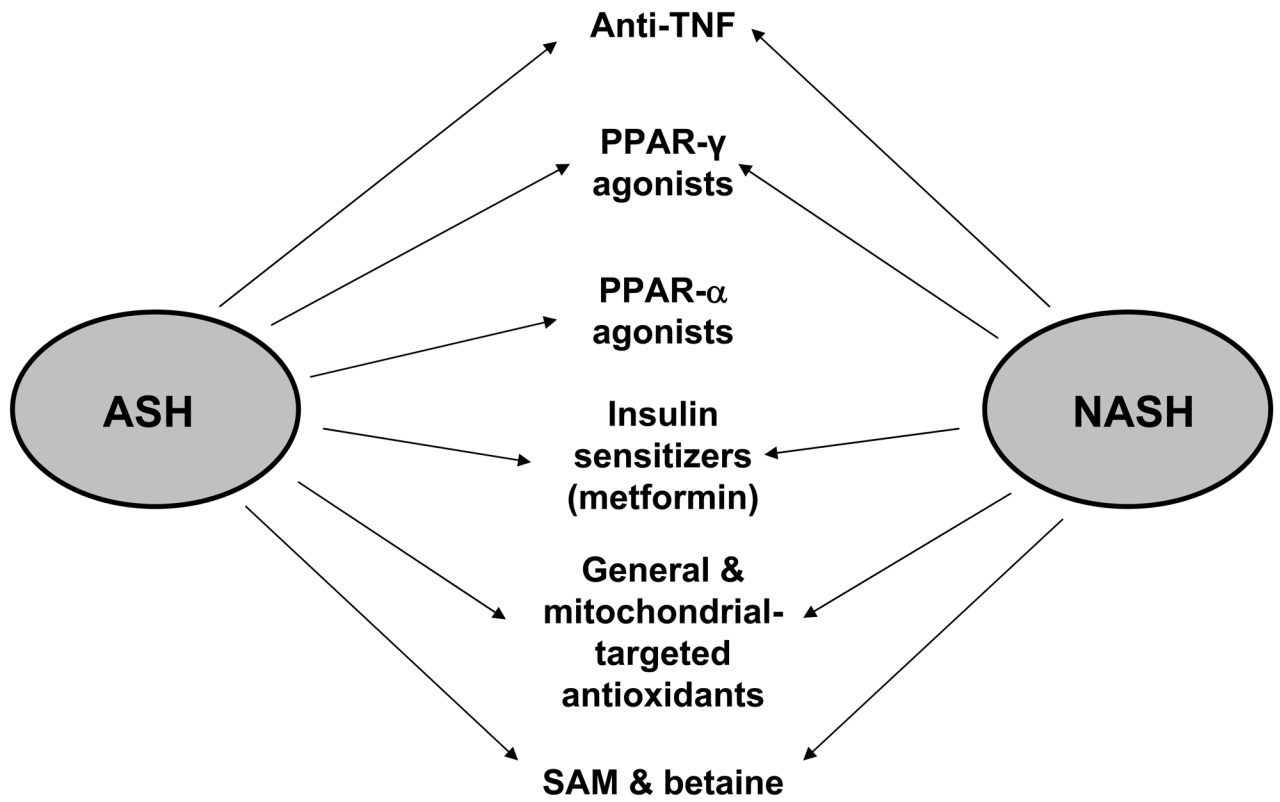 Anti-TNF
PPAR-γ
agonists
PPAR-α
agonists
ASH
Insulin
sensitizers
(metformin)
NASH
General &
mitochondrial-
targeted
antioxidants
SAM & betaine